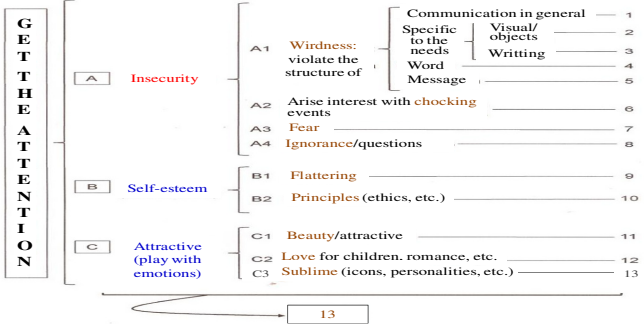 GET THE ATTENTION
A Insecurity
A1 Wirdness: violate the structure of
Communication in general 1
Specific to the needs
Visual/ objects 2
Writting 3
Word 4
Message 5
A2 Arise interest with chocking events 6
A3 Fear 7
A4 Ignorance/questions 8
B Self-esteem
B1 Flattering 9
B2 Principles (ethics, etc.) 10
C Attractive (play with emotions)
C1 Beauty/attractive 11
C2 Love for children. romance, etc. 12
C3 Sublime (icons, personalities, etc.) 13
13